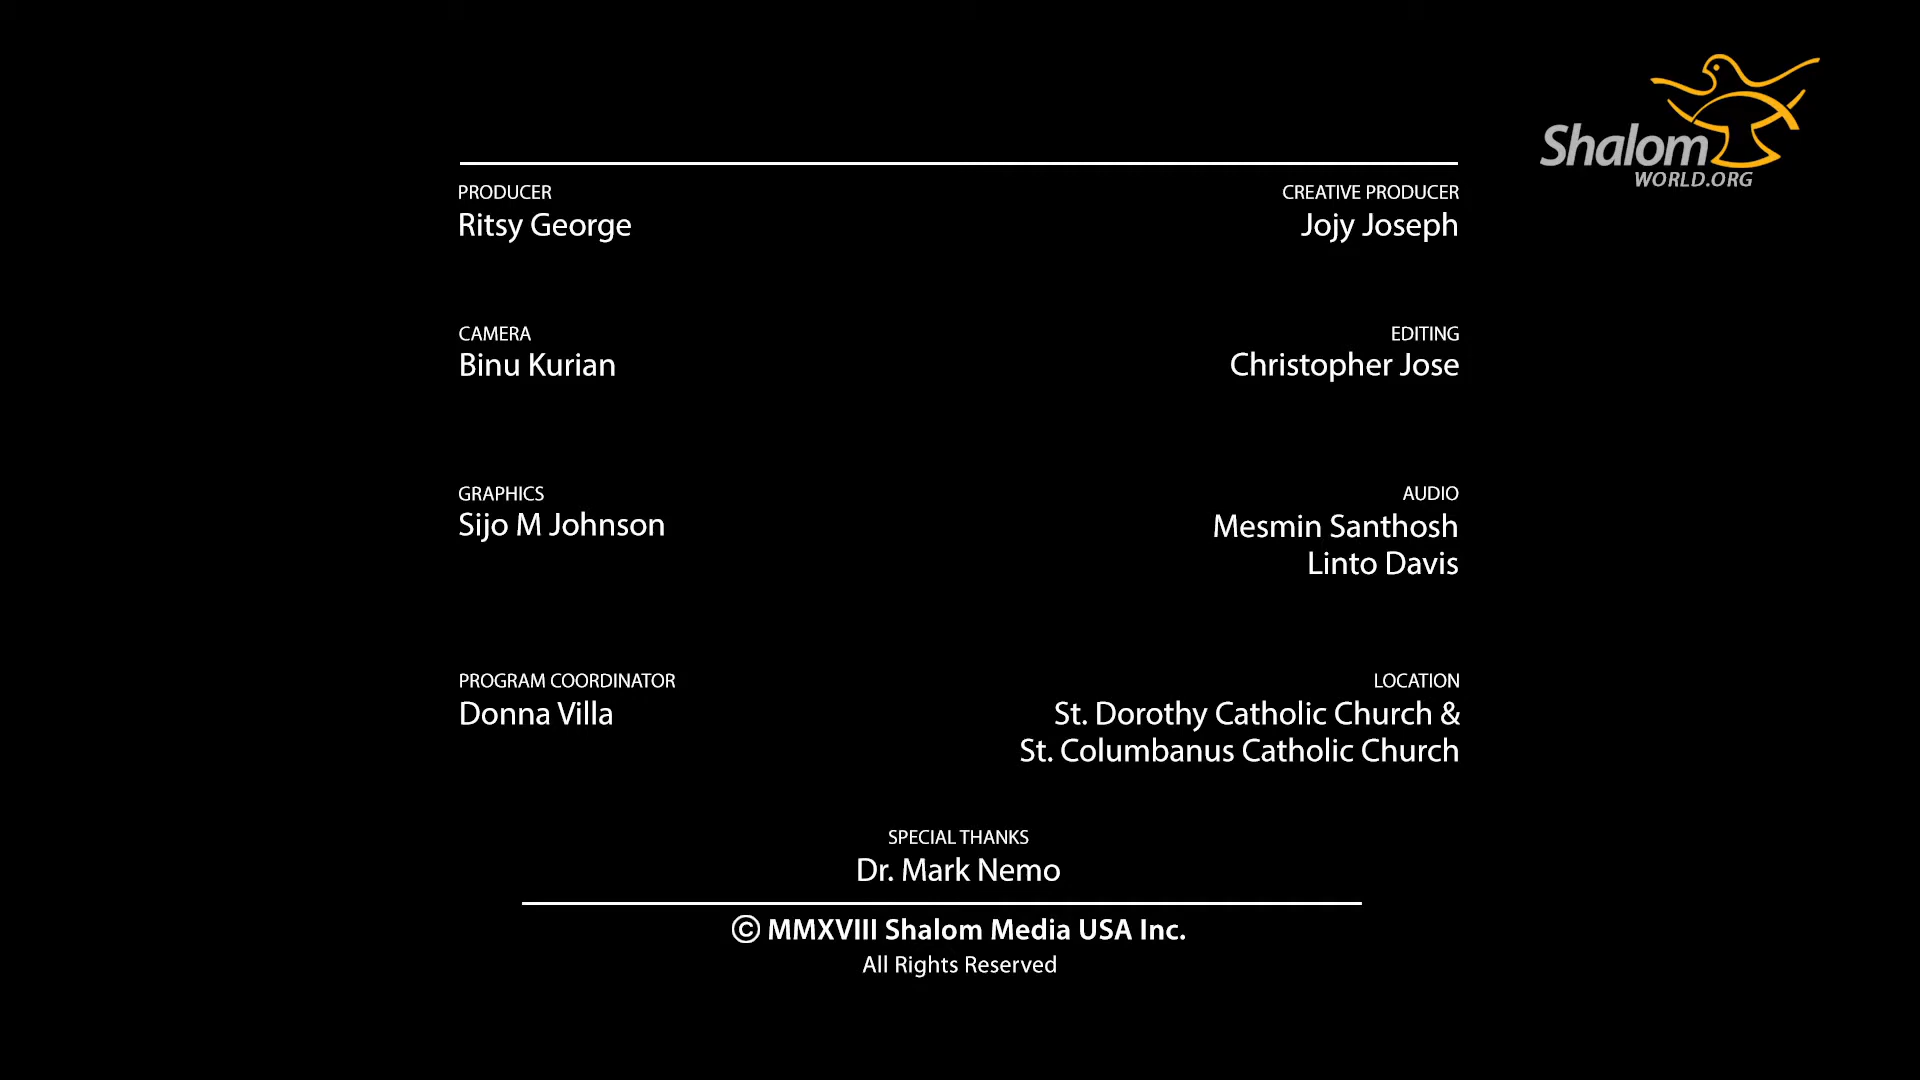 Shalom
WORLD.ORG
PRODUCER
Ritsy George
CREATIVE PRODUCER
Jojy Joseph
CAMERA
Binu Kurian
EDITING
Christopher Jose
GRAPHICS
Sijo M Johnson
AUDIO
Mesmin Santhosh
Linto Davis
PROGRAM COORDINATOR
Donna Villa
LOCATION
St. Dorothy Catholic Church &
St. Columbanus Catholic Church
SPECIAL THANKS
Dr. Mark Nemo
© MMXVIII Shalom Media USA Inc.
All Rights Reserved